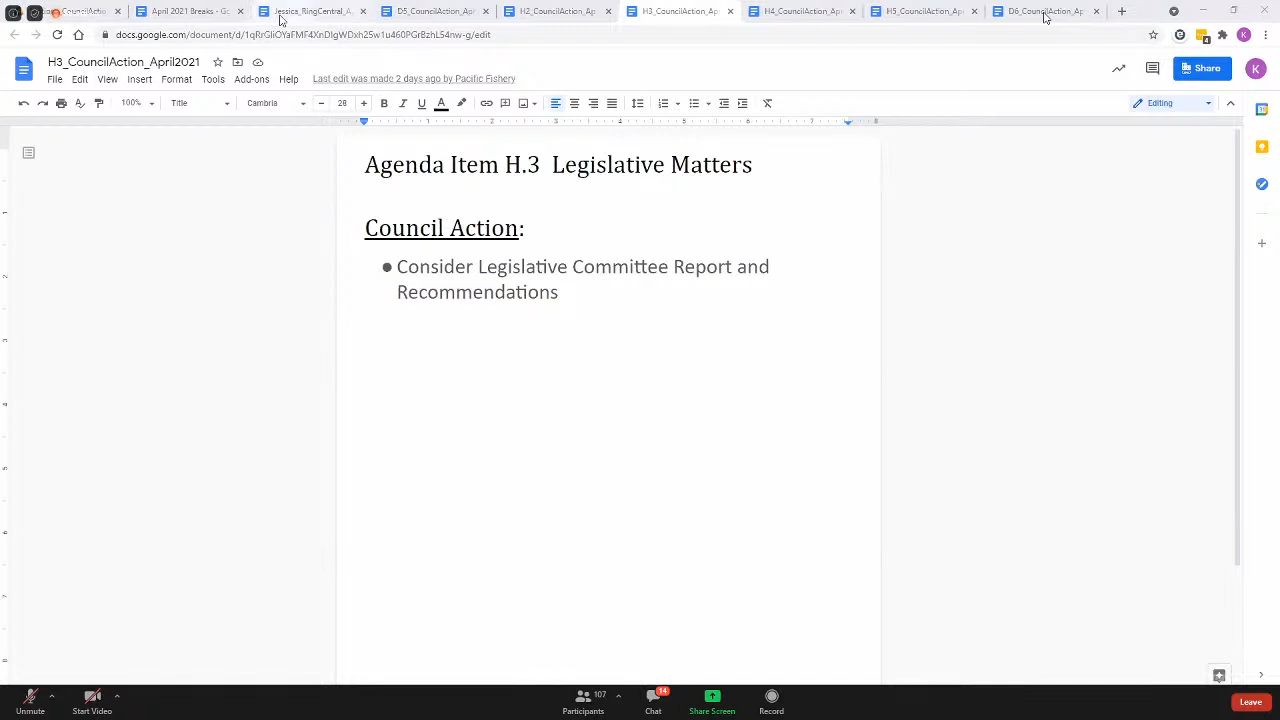 April 2021 Breaks - Go
Jessica_RingCentral_A
D5_CouncilAction_Ap
H2_CouncilAction_Ap
H3_CouncilAction_Ap
H4_CouncilAction_Ap
H5_CouncilAction_Ap
D6_CouncilAction_Ap
H3_CouncilAction_April2021
File Edit View Insert Format Tools Add-ons Help Last edit was made 2 days ago by Pacific Fishery
Share
K
100% Title Cambria 28 Editing
Agenda Item H.3 Legislative Matters
Council Action:
● Consider Legislative Committee Report and
Recommendations
Unmute
Start Video
Participants 107
Chat 14
Share Screen
Record
Leave